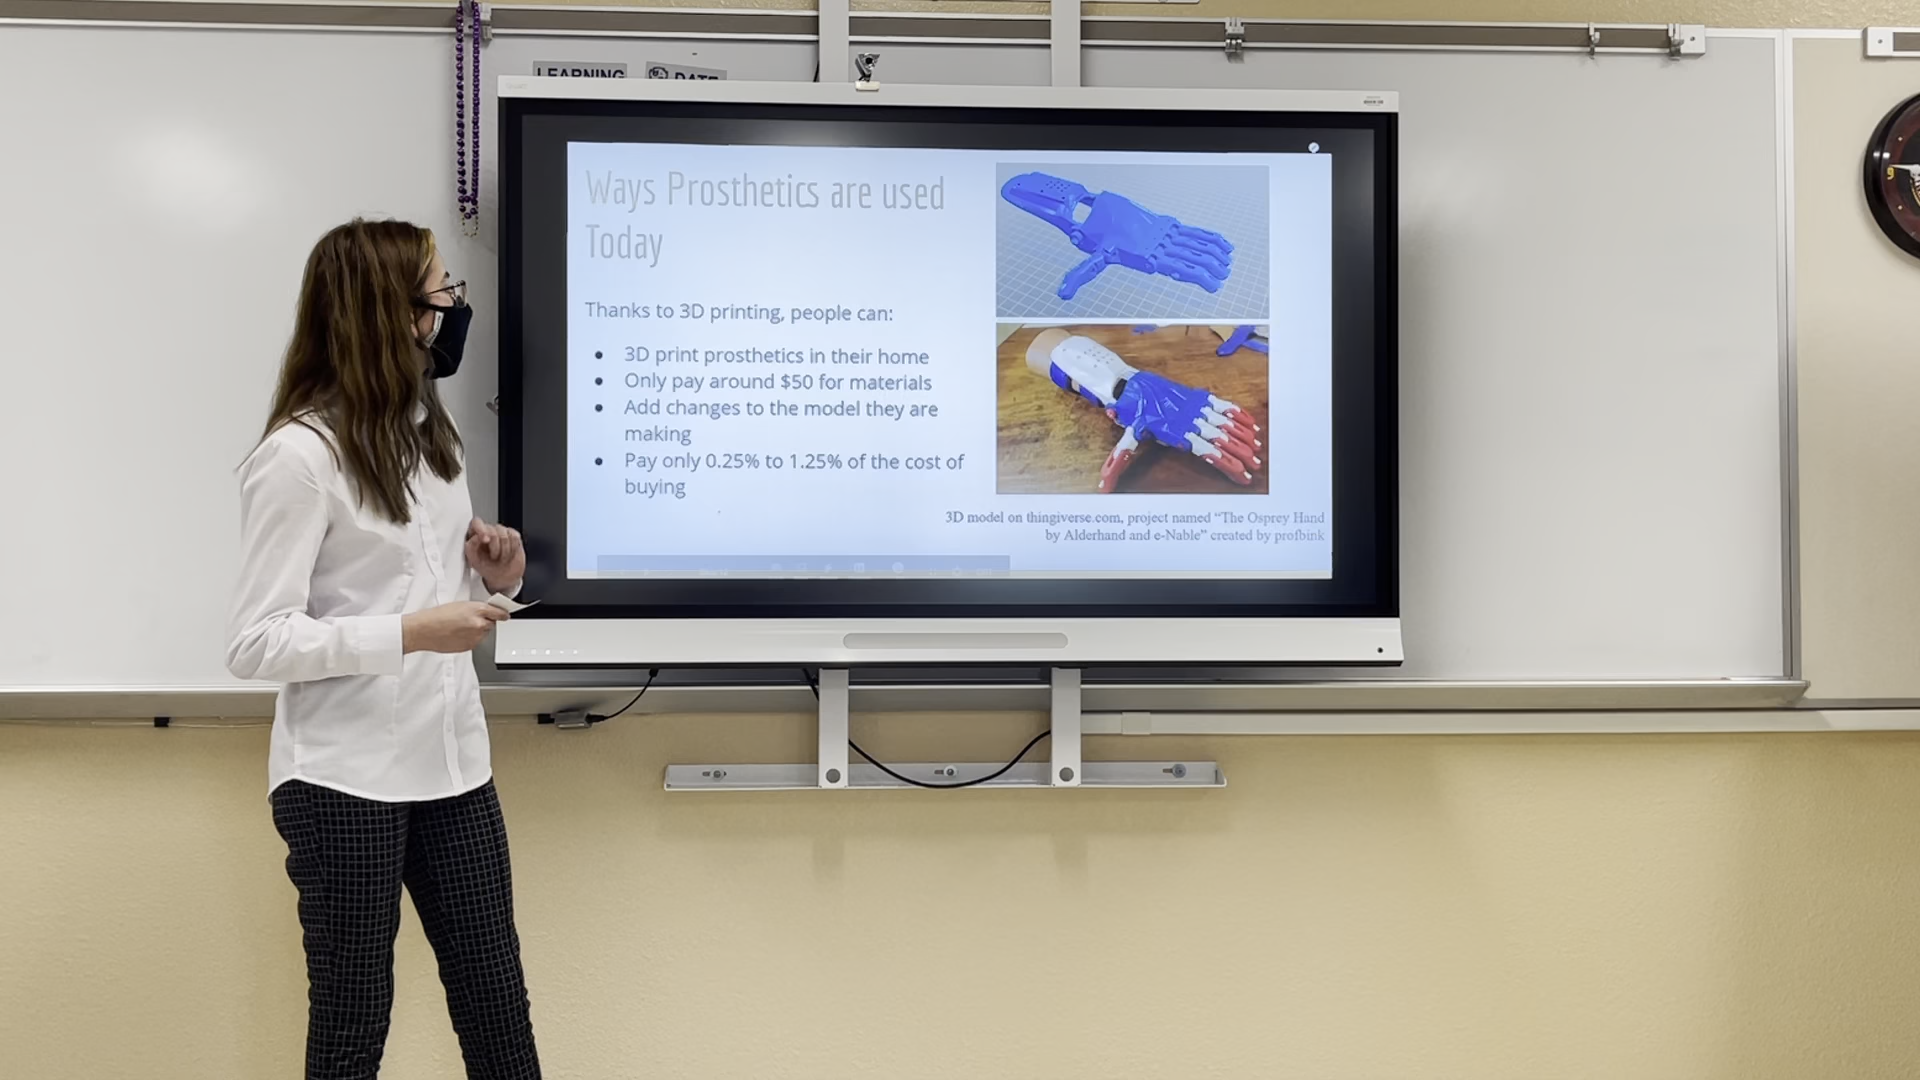 LEARNING
DATE
Ways Prosthetics are used
Today
Thanks to 3D printing, people can:
● 3D print prosthetics in their home
● Only pay around $50 for materials
● Add changes to the model they are
making
● Pay only 0.25% to 1.25% of the cost of
buying
3D model on thingiverse.com, project named “The Osprey Hand
by Alderhand and e-Nable” created by profbink
9